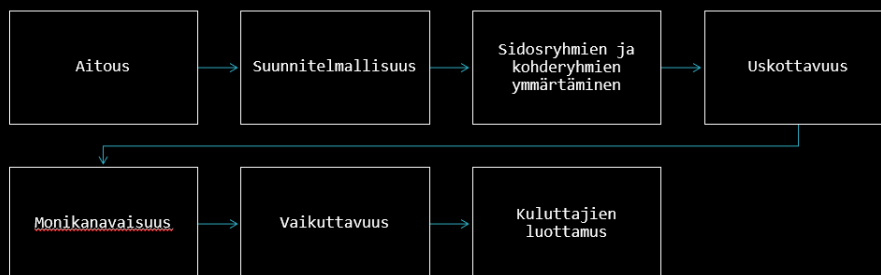 Aitous
Suunnitelmallisuus
Sidosryhmien ja
kohderyhmien
ymmärtäminen
Uskottavuus
Monikanavaisuus
Vaikuttavuus
Kuluttajien
luottamus